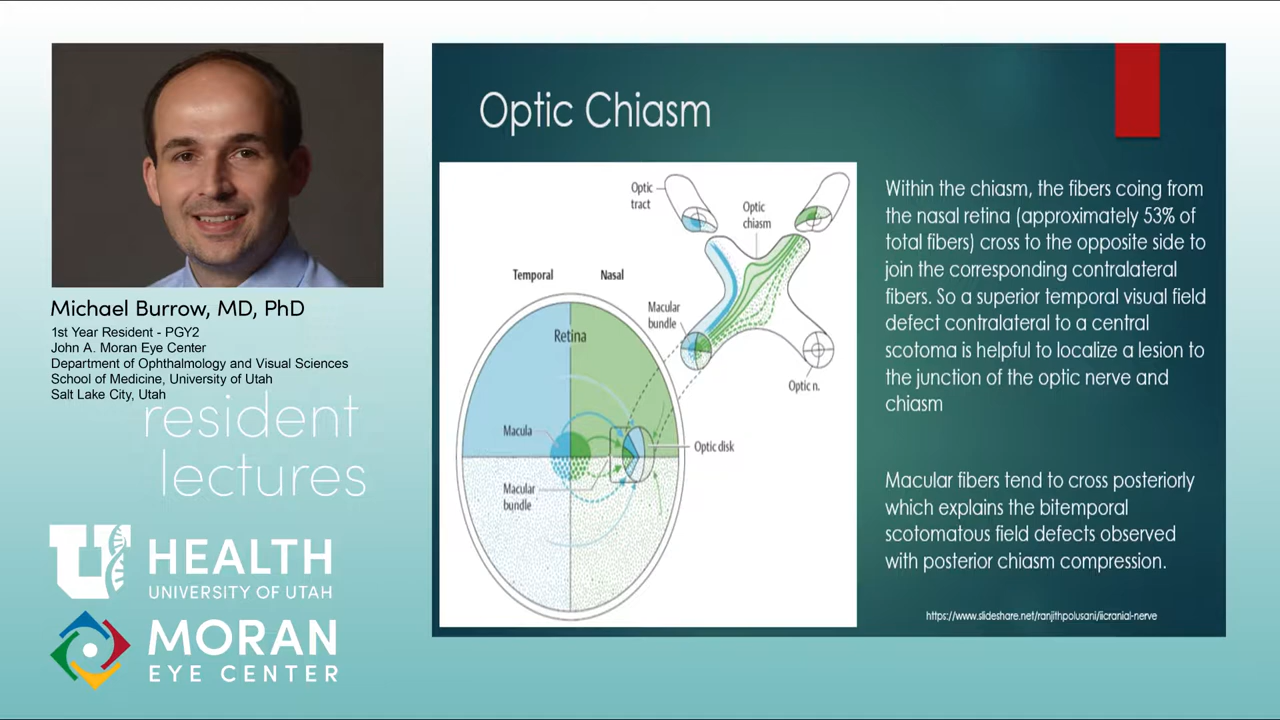 Michael Burrow, MD, PhD
1st Year Resident - PGY2
John A. Moran Eye Center
Department of Ophthalmology and Visual Sciences
School of Medicine, University of Utah
Salt Lake City, Utah
resident
lectures
U
HEALTH
UNIVERSITY OF UTAH
MORAN
EYE CENTER
Optic Chiasm
Optic
tract
Optic
chiasm
Temporal
Nasal
Macular
bundle
Retina
Optic n.
Macula
Optic disk
Macular
bundle
Within the chiasm, the fibers coing from
the nasal retina (approximately 53% of
total fibers) cross to the opposite side to
join the corresponding contralateral
fibers. So a superior temporal visual field
defect contralateral to a central
scotoma is helpful to localize a lesion to
the junction of the optic nerve and
chiasm
Macular fibers tend to cross posteriorly
which explains the bitemporal
scotomatous field defects observed
with posterior chiasm compression.
https://www.slideshare.net/ranjithpolusani/iicranial-nerve